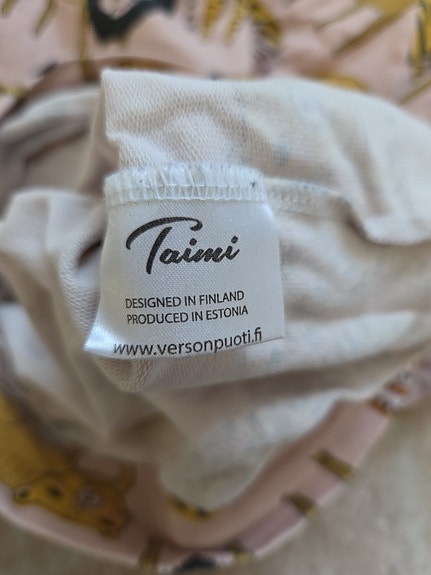 Taimi
DESIGNED IN FINLAND
PRODUCED IN ESTONIA
www.versonpuoti.fi